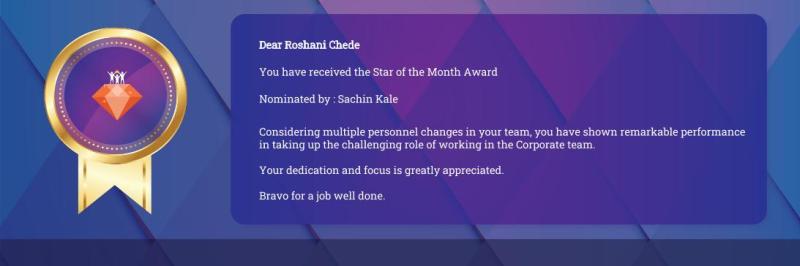 Dear Roshani Chede
You have received the Star of the Month Award
Nominated by : Sachin Kale
Considering multiple personnel changes in your team, you have shown remarkable performance
in taking up the challenging role of working in the Corporate team.
Your dedication and focus is greatly appreciated.
Bravo for a job well done.